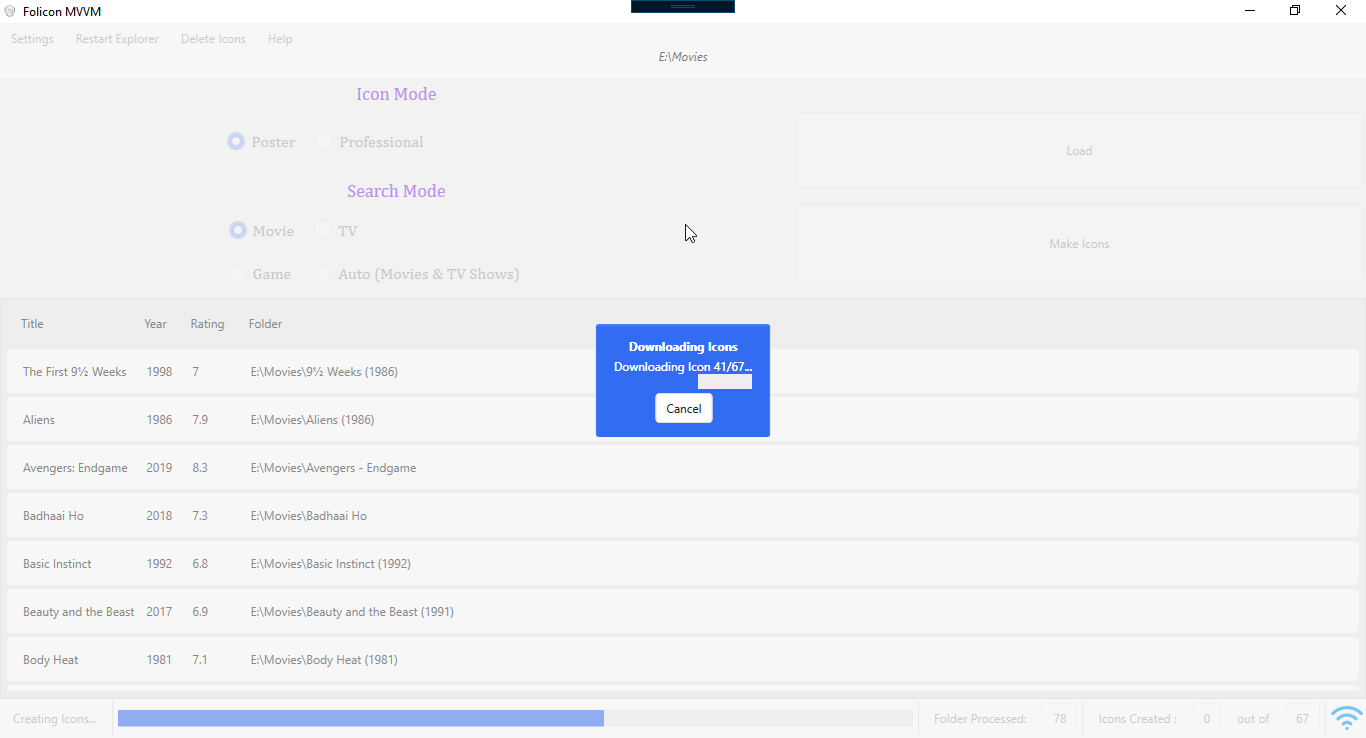 Folicon MVVM
Settings Restart Explorer Delete Icons Help
E:\Movies
Icon Mode
Poster Professional
Load
Search Mode
Movie TV
Make Icons
Game Auto (Movies & TV Shows)
Title Year Rating Folder
The First 9½ Weeks 1998 7 E:\Movies\9½ Weeks (1986)
Aliens 1986 7.9 E:\Movies\Aliens (1986)
Avengers: Endgame 2019 8.3 E:\Movies\Avengers - Endgame
Badhaai Ho 2018 7.3 E:\Movies\Badhaai Ho
Basic Instinct 1992 6.8 E:\Movies\Basic Instinct (1992)
Beauty and the Beast 2017 6.9 E:\Movies\Beauty and the Beast (1991)
Body Heat 1981 7.1 E:\Movies\Body Heat (1981)
Downloading Icons
Downloading Icon 41/67...
Cancel
Creating Icons... Folder Processed: 78 Icons Created : 0 out of 67